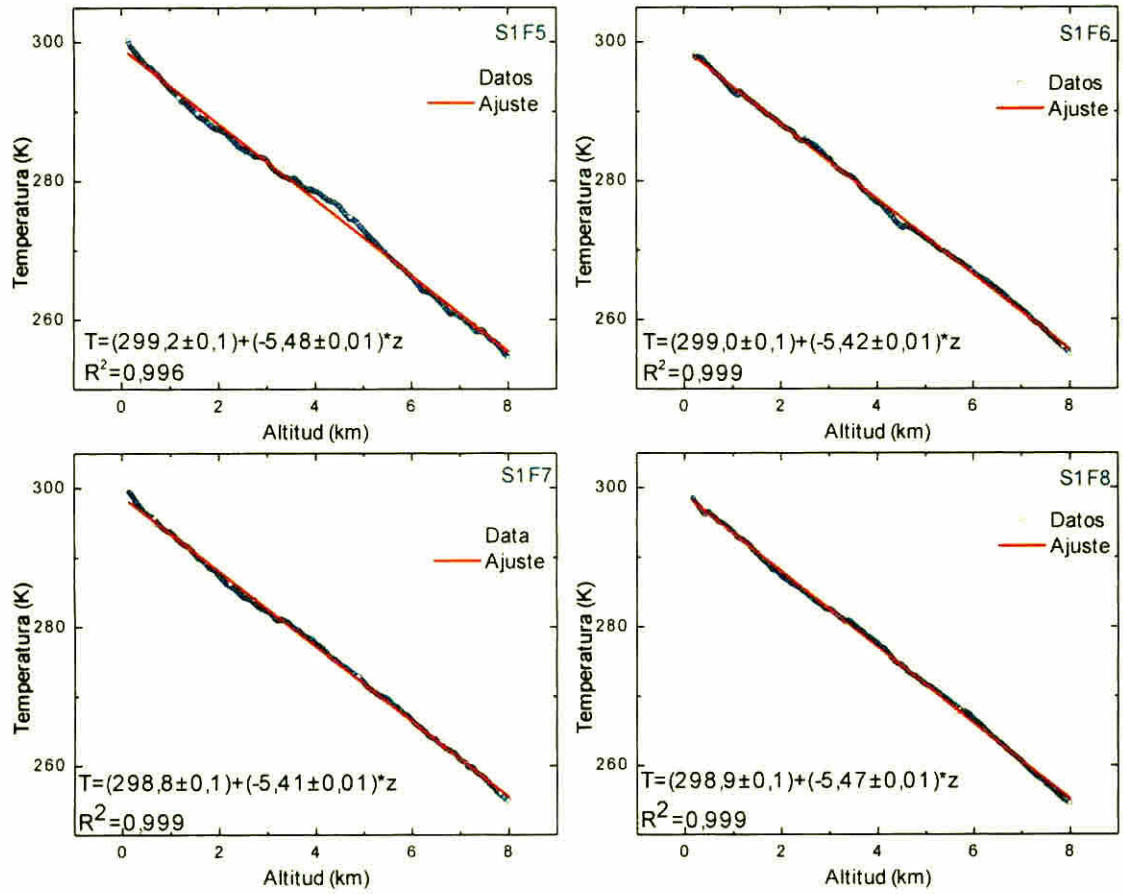 S1F5
Datos
Ajuste
Temperatura (K)
300
280
260
T=(299,2±0,1)+(-5,48±0,01)*z
R²=0,996
0 2 4 6 8
Altitud (km)
S1F6
Datos
Ajuste
Temperatura (K)
300
280
260
T=(299,0±0,1)+(-5,42±0,01)*z
R²=0,999
0 2 4 6 8
Altitud (km)
S1F7
Data
Ajuste
Temperatura (K)
300
280
260
T=(298,8±0,1)+(-5,41±0,01)*z
R²=0,999
0 2 4 6 8
Altitud (km)
S1F8
Datos
Ajuste
Temperatura (K)
300
280
260
T=(298,9±0,1)+(-5,47±0,01)*z
R²=0,999
0 2 4 6 8
Altitud (km)